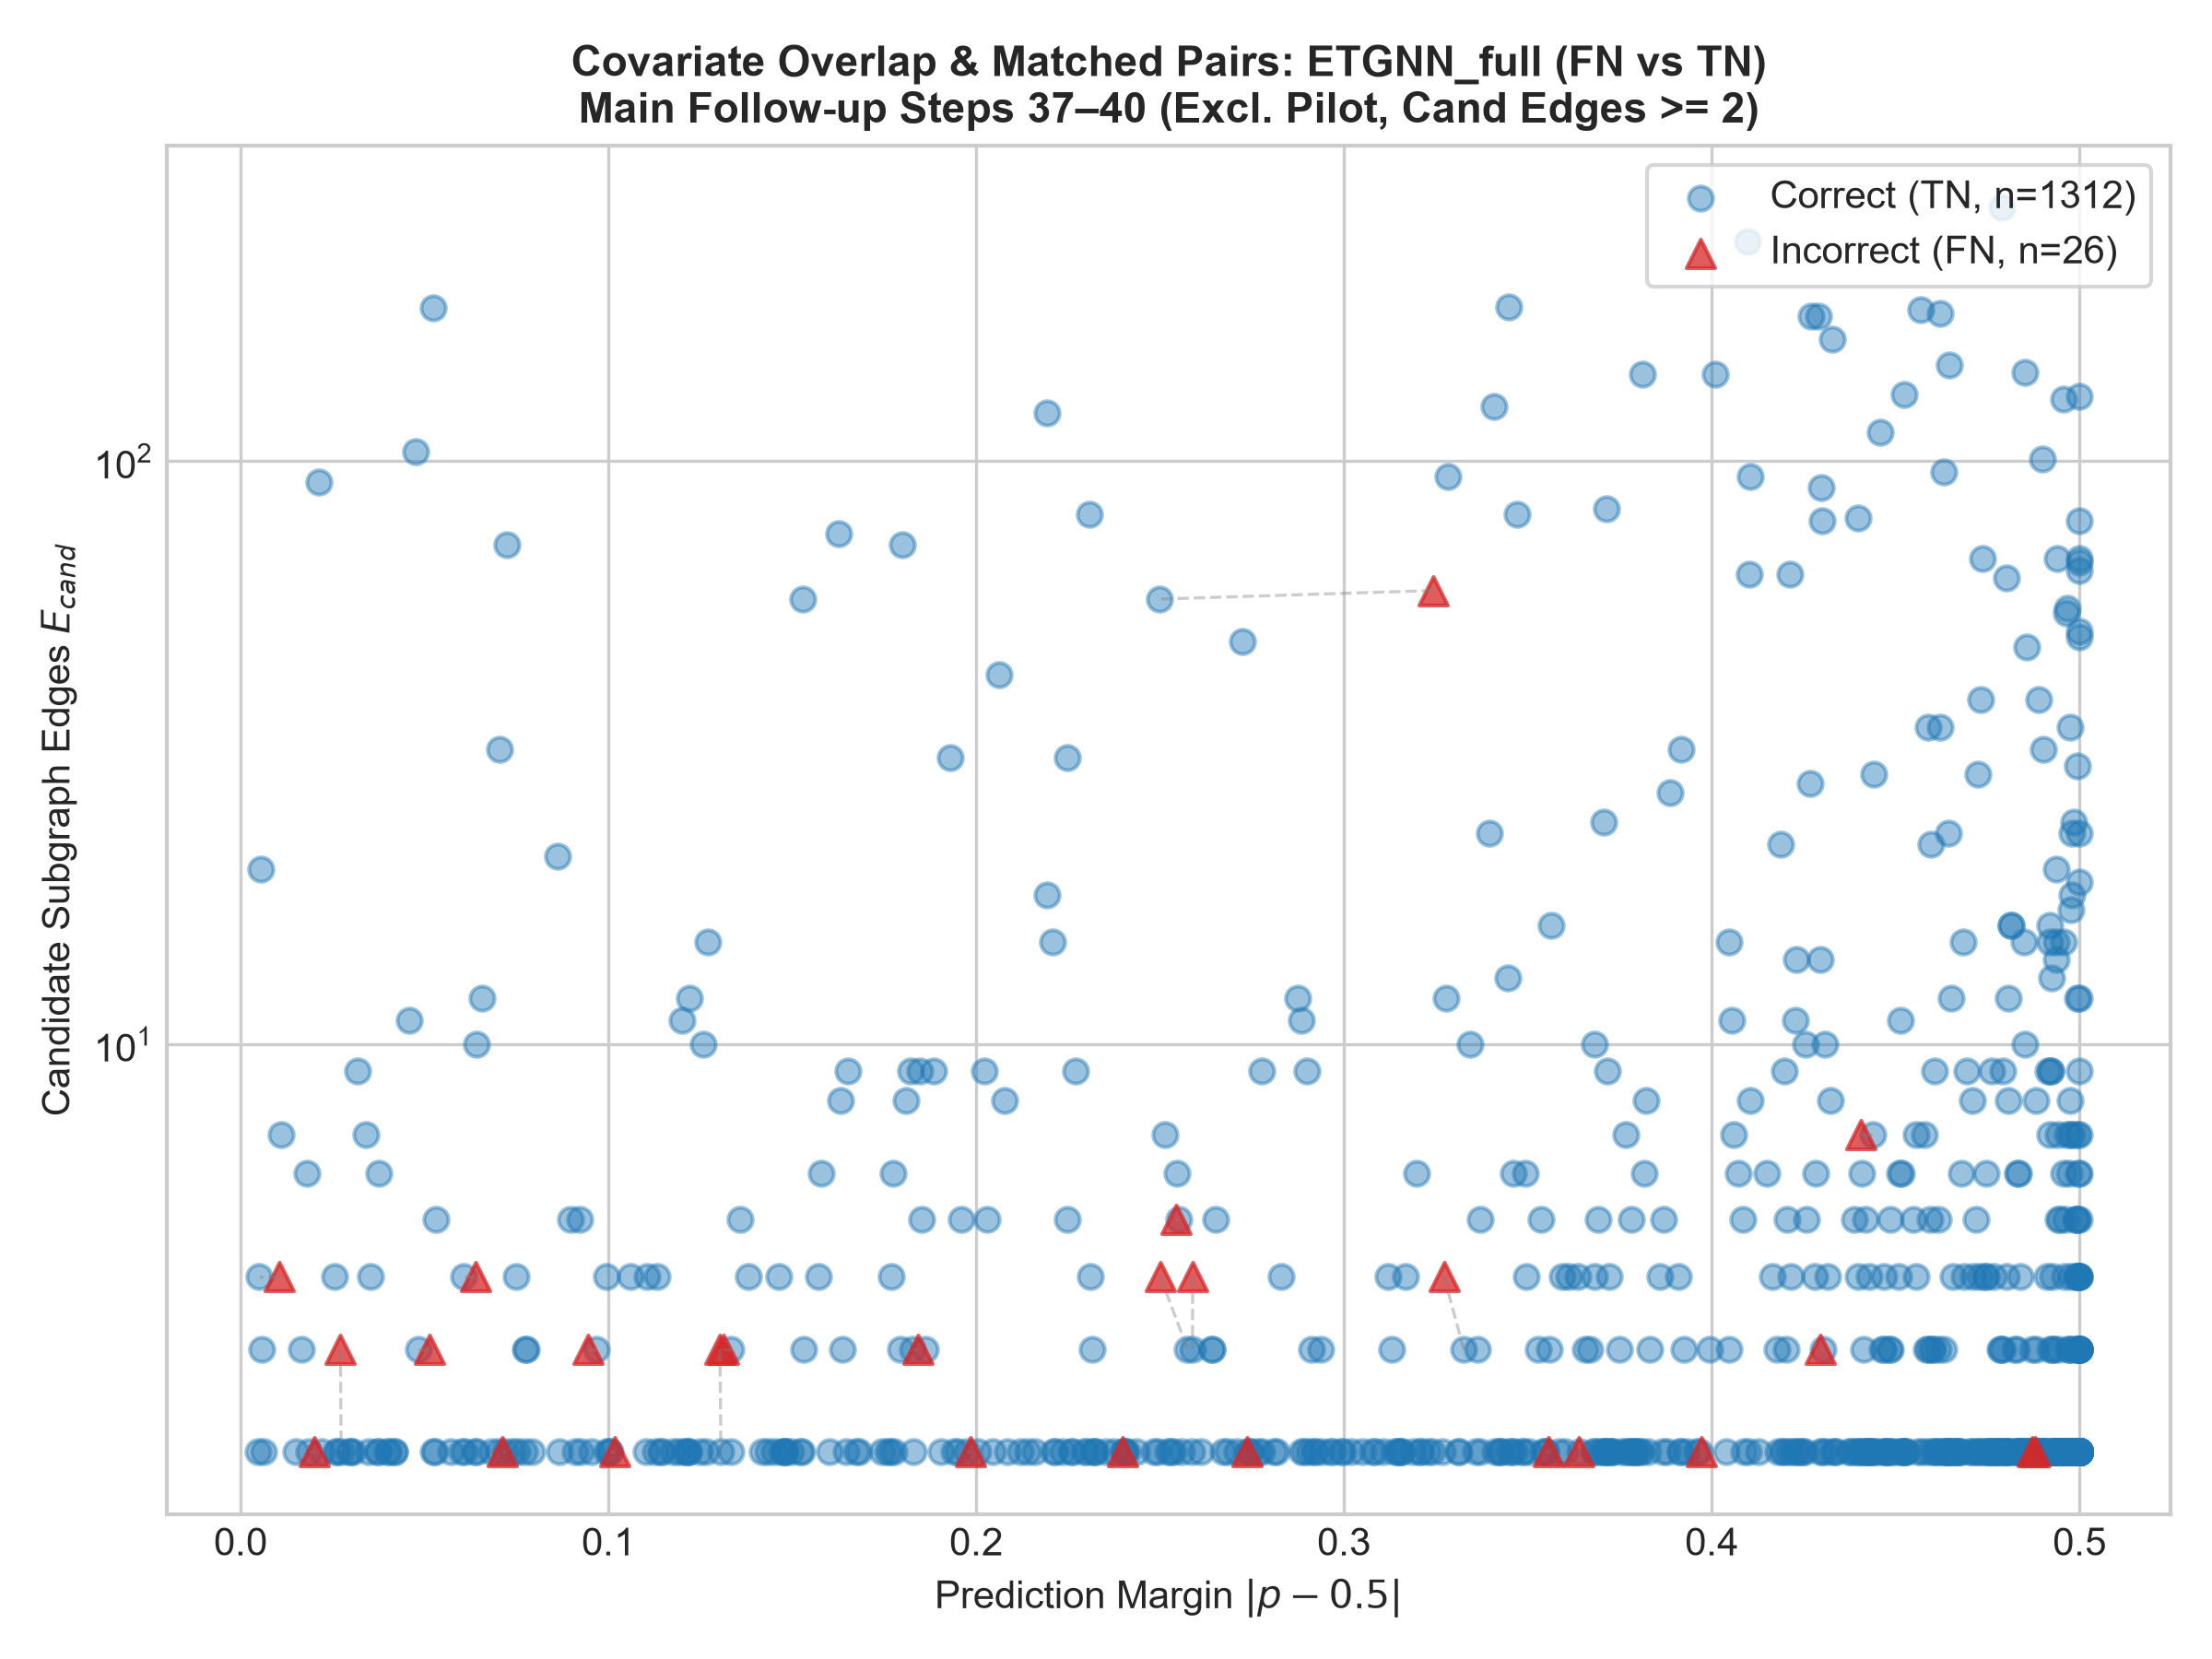 Covariate Overlap & Matched Pairs: ETGNN_full (FN vs TN)
Main Follow-up Steps 37–40 (Excl. Pilot, Cand Edges >= 2)
Correct (TN, n=1312)
Incorrect (FN, n=26)
Candidate Subgraph Edges E_cand
10²
10¹
0.0 0.1 0.2 0.3 0.4 0.5
Prediction Margin |p − 0.5|